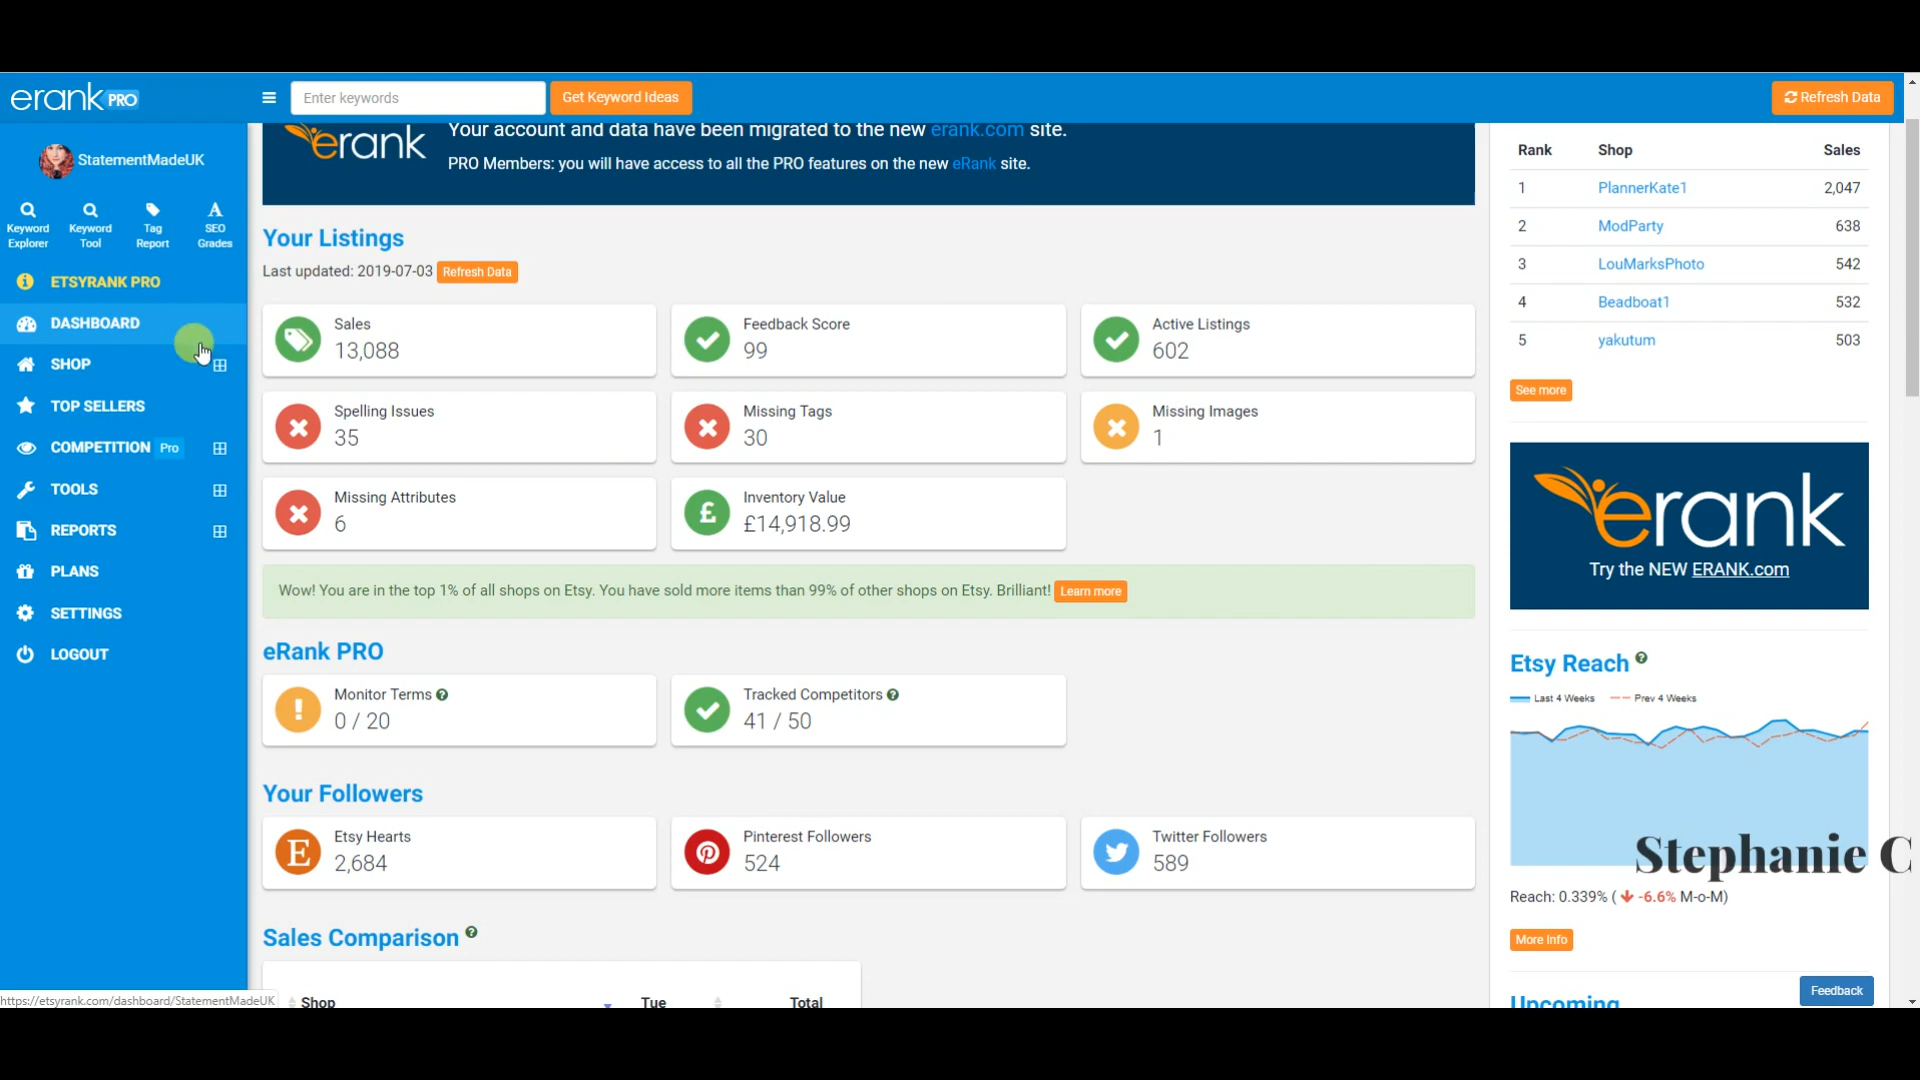 erank PRO
Enter keywords
Get Keyword Ideas
Refresh Data
StatementMadeUK
Keyword Explorer
Keyword Tool
Tag Report
A
SEO Grades
ETSYRANK PRO
DASHBOARD
SHOP
TOP SELLERS
COMPETITION Pro
TOOLS
REPORTS
PLANS
SETTINGS
LOGOUT
https://etsyrank.com/dashboard/StatementMadeUK
erank
Your account and data have been migrated to the new erank.com site.
PRO Members: you will have access to all the PRO features on the new eRank site.
Your Listings
Last updated: 2019-07-03 Refresh Data
Sales
13,088
Feedback Score
99
Active Listings
602
Spelling Issues
35
Missing Tags
30
Missing Images
1
Missing Attributes
6
£
Inventory Value
£14,918.99
Wow! You are in the top 1% of all shops on Etsy. You have sold more items than 99% of other shops on Etsy. Brilliant! Learn more
eRank PRO
Monitor Terms ?
0 / 20
Tracked Competitors ?
41 / 50
Your Followers
E
Etsy Hearts
2,684
Pinterest Followers
524
Twitter Followers
589
Sales Comparison ?
Shop Tue Total
Rank Shop Sales
1 PlannerKate1 2,047
2 ModParty 638
3 LouMarksPhoto 542
4 Beadboat1 532
5 yakutum 503
See more
erank
Try the NEW ERANK.com
Etsy Reach ?
Last 4 Weeks Prev 4 Weeks
Stephanie C
Reach: 0.339% ( -6.6% M-o-M)
More Info
Upcoming
Feedback